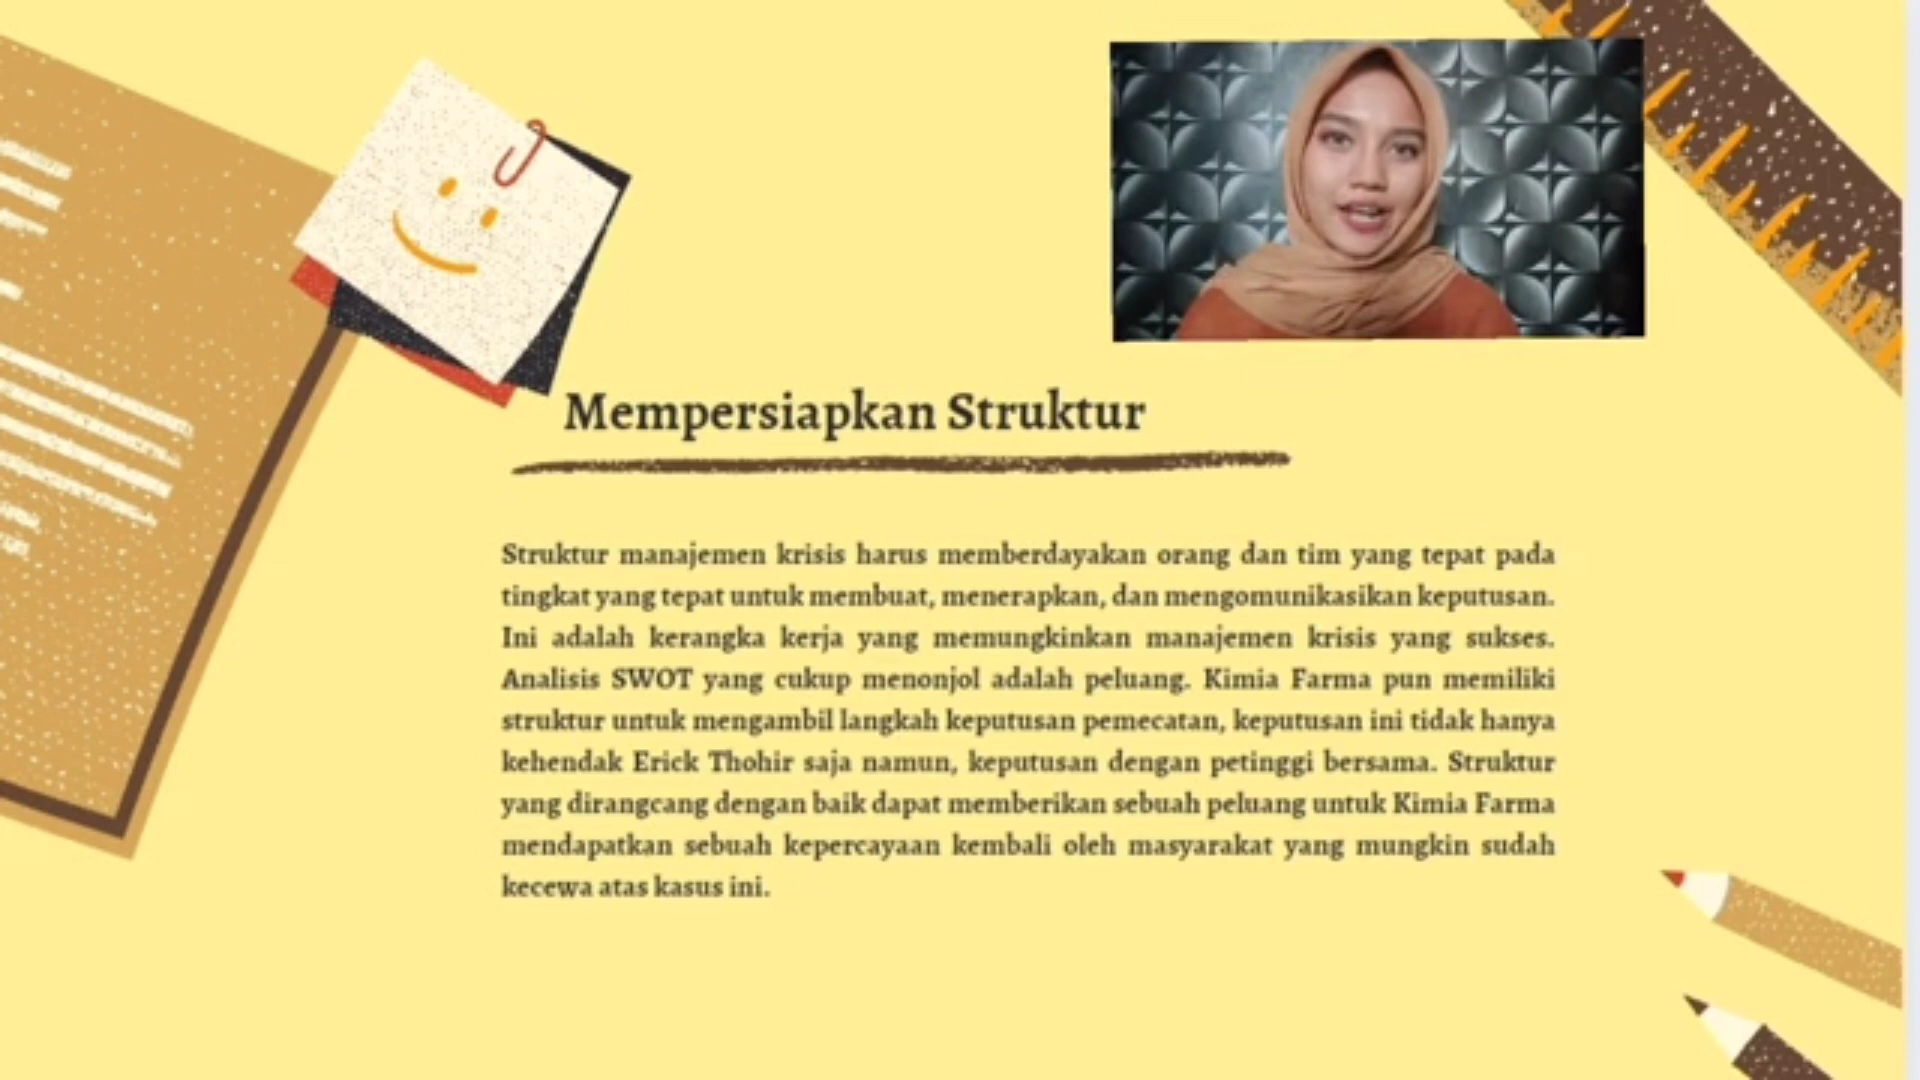 Mempersiapkan Struktur
Struktur manajemen krisis harus memberdayakan orang dan tim yang tepat pada
tingkat yang tepat untuk membuat, menerapkan, dan mengomunikasikan keputusan.
Ini adalah kerangka kerja yang memungkinkan manajemen krisis yang sukses.
Analisis SWOT yang cukup menonjol adalah peluang. Kimia Farma pun memiliki
struktur untuk mengambil langkah keputusan pemecatan, keputusan ini tidak hanya
kehendak Erick Thohir saja namun, keputusan dengan petinggi bersama. Struktur
yang dirangcang dengan baik dapat memberikan sebuah peluang untuk Kimia Farma
mendapatkan sebuah kepercayaan kembali oleh masyarakat yang mungkin sudah
kecewa atas kasus ini.